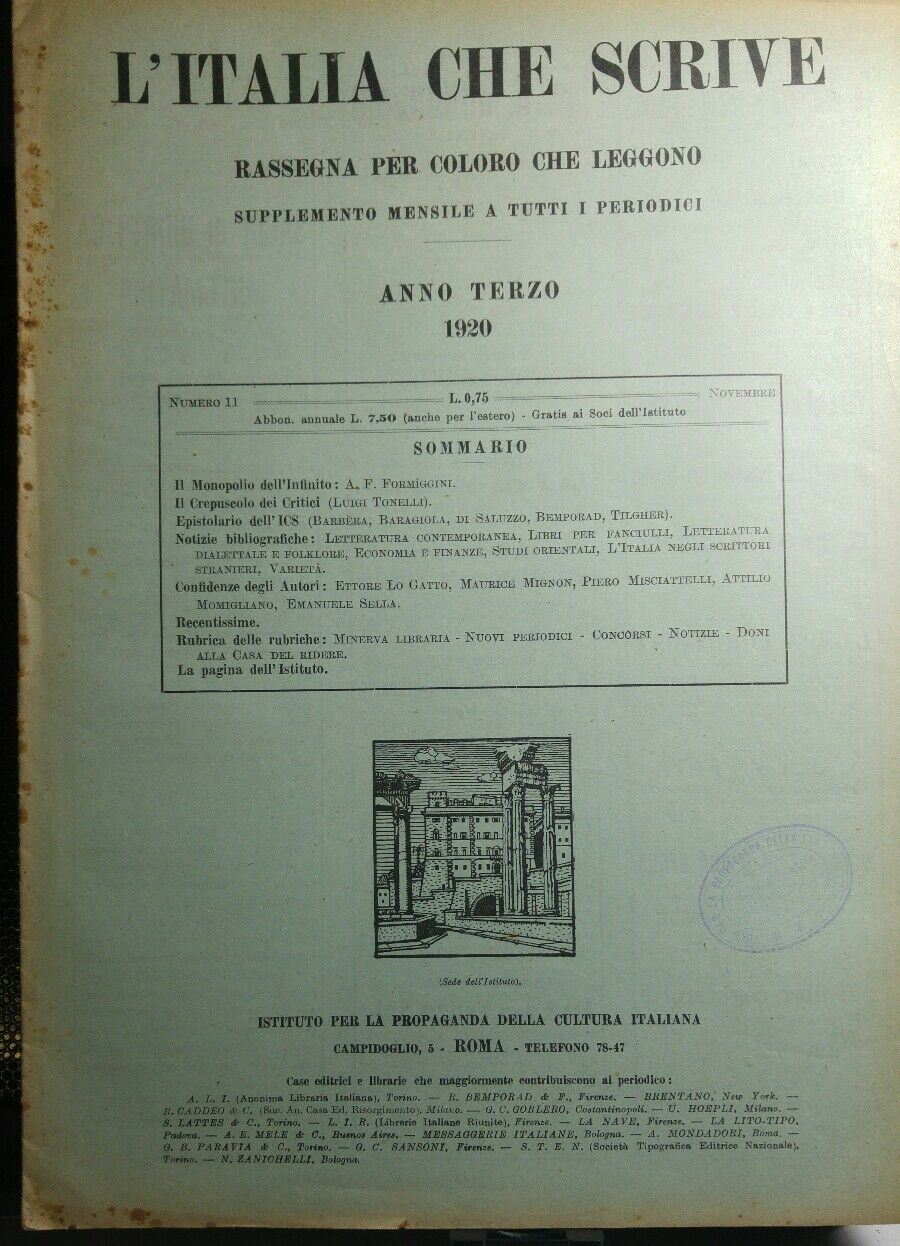 L'ITALIA CHE SCRIVE
RASSEGNA PER COLORO CHE LEGGONO
SUPPLEMENTO MENSILE A TUTTI I PERIODICI
ANNO TERZO
1920
NUMERO 11 L. 0,75 NOVEMBRE
Abbon. annuale L. 7.50 (anche per l'estero) - Gratis ai Soci dell'Istituto
SOMMARIO
Il Monopolio dell'Infinito: A. F. FORMÍGGINI.
Il Crepuscolo dei Critici (LUIGI TONELLI).
Epistolario dell'ICS (BARBÈRA, BARAGIOLA, DI SALUZZO, BEMPORAD, TILGHER).
Notizie bibliografiche: LETTERATURA CONTEMPORANEA, LIBRI PER FANCIULLI, LETTERATURA
DIALETTALE E FOLKLORE, ECONOMIA E FINANZE, STUDI ORIENTALI, L'ITALIA NEGLI SCRITTORI
STRANIERI, VARIETÀ.
Confidenze degli Autori: ETTORE LO GATTO, MAURICE MIGNON, PIERO MISCIATTELLI, ATTILIO
MOMIGLIANO, EMANUELE SELLA.
Recentissime.
Rubrica delle rubriche: MINERVA LIBRARIA - NUOVI PERIODICI - CONCORSI - NOTIZIE - DONI
ALLA CASA DEL RIDERE.
La pagina dell'Istituto.
(Sede dell'Istituto).
ISTITUTO PER LA PROPAGANDA DELLA CULTURA ITALIANA
CAMPIDOGLIO, 5 - ROMA - TELEFONO 78-47
Case editrici e librarie che maggiormente contribuiscono al periodico:
A. L. I. (Anonima Libraria Italiana), Torino. — R. BEMPORAD & F., Firenze. — BRENTANO, New York. —
R. CADDEO & C. (Soc. An. Casa Ed. Risorgimento), Milano. — G. C. GORLERO, Costantinopoli. — U. HOEPLI, Milano. —
S. LATTES & C., Torino. — L. I. R. (Librerie Italiane Riunite), Firenze. — LA NAVE, Firenze. — LA LITO-TIPO,
Padova. — A. E. MELE & C., Buenos Aires. — MESSAGGERIE ITALIANE, Bologna. — A. MONDADORI, Roma. —
G. B. PARAVIA & C., Torino. — G. C. SANSONI, Firenze. — S. T. E. N. (Società Tipografica Editrice Nazionale),
Torino. — N. ZANICHELLI, Bologna.